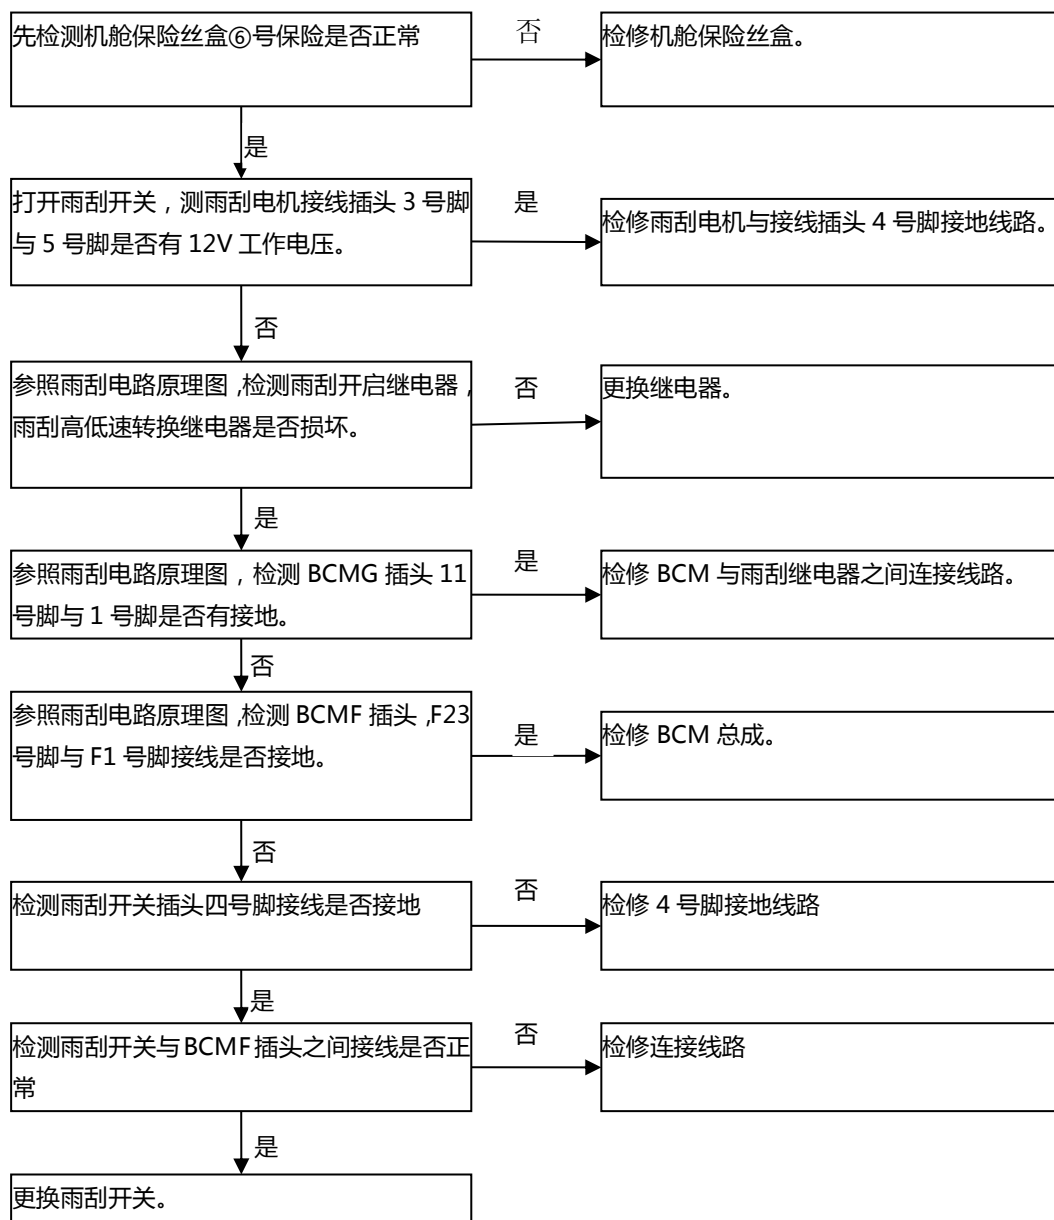 先检测机舱保险丝盒⑥号保险是否正常
否
检修机舱保险丝盒。
是
打开雨刮开关，测雨刮电机接线插头 3 号脚
与 5 号脚是否有 12V 工作电压。
是
检修雨刮电机与接线插头 4 号脚接地线路。
否
参照雨刮电路原理图,检测雨刮开启继电器，
雨刮高低速转换继电器是否损坏。
否
更换继电器。
是
参照雨刮电路原理图，检测 BCMG 插头 11
号脚与 1 号脚是否有接地。
是
检修 BCM 与雨刮继电器之间连接线路。
否
参照雨刮电路原理图,检测 BCMF 插头,F23
号脚与 F1 号脚接线是否接地。
是
检修 BCM 总成。
否
检测雨刮开关插头四号脚接线是否接地
否
检修 4 号脚接地线路
是
检测雨刮开关与 BCMF 插头之间接线是否正
常
否
检修连接线路
是
更换雨刮开关。